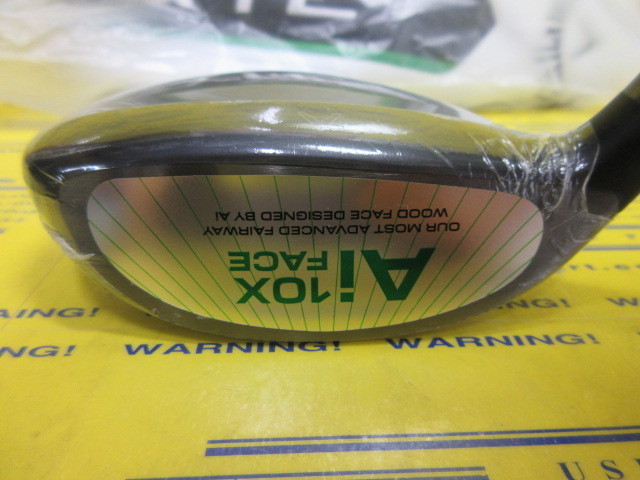 OUR MOST ADVANCED FAIRWAY
WOOD FACE DESIGNED BY AI
Ai 10X
FACE
WARNING! WARNING! WARNING!